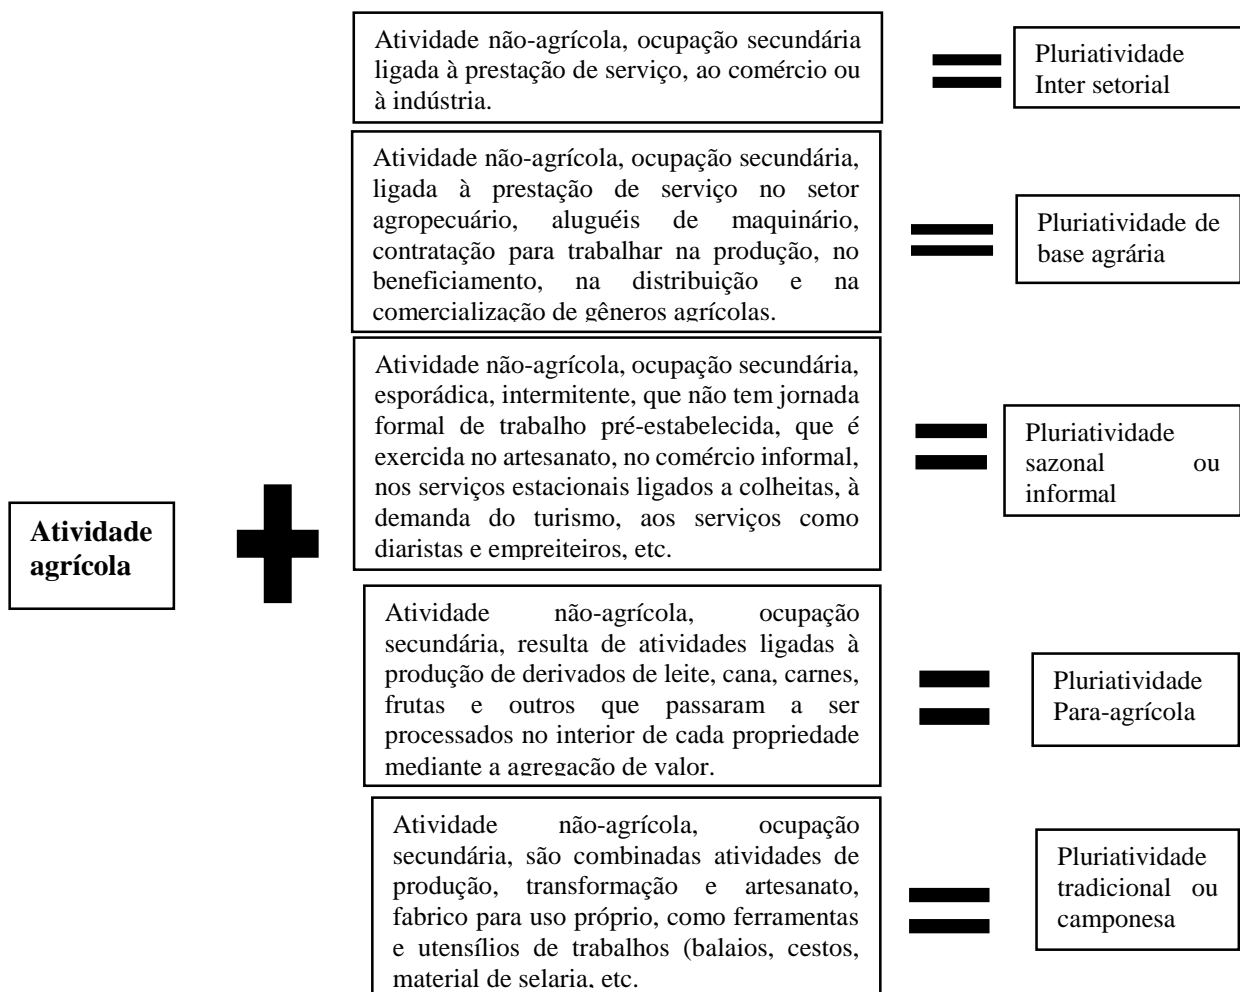 Atividade não-agrícola, ocupação secundária
ligada à prestação de serviço, ao comércio ou
à indústria.
Pluriatividade
Inter setorial
Atividade não-agrícola, ocupação secundária,
ligada à prestação de serviço no setor
agropecuário, aluguéis de maquinário,
contratação para trabalhar na produção, no
beneficiamento, na distribuição e na
comercialização de gêneros agrícolas.
Pluriatividade de
base agrária
Atividade não-agrícola, ocupação secundária,
esporádica, intermitente, que não tem jornada
formal de trabalho pré-estabelecida, que é
exercida no artesanato, no comércio informal,
nos serviços estacionais ligados a colheitas, à
demanda do turismo, aos serviços como
diaristas e empreiteiros, etc.
Pluriatividade
sazonal ou
informal
Atividade
agrícola
Atividade não-agrícola, ocupação
secundária, resulta de atividades ligadas à
produção de derivados de leite, cana, carnes,
frutas e outros que passaram a ser
processados no interior de cada propriedade
mediante a agregação de valor.
Pluriatividade
Para-agrícola
Atividade não-agrícola, ocupação
secundária, são combinadas atividades de
produção, transformação e artesanato,
fabrico para uso próprio, como ferramentas
e utensílios de trabalhos (balaios, cestos,
material de selaria, etc.
Pluriatividade
tradicional ou
camponesa